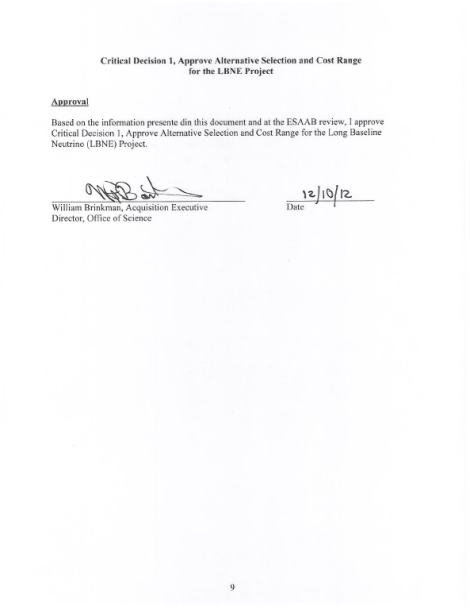 Critical Decision 1, Approve Alternative Selection and Cost Range
for the LBNE Project
Approval
Based on the information presente din this document and at the ESAAB review, I approve
Critical Decision 1, Approve Alternative Selection and Cost Range for the Long Baseline
Neutrino (LBNE) Project.
12/10/12
William Brinkman, Acquisition Executive
Date
Director, Office of Science
9